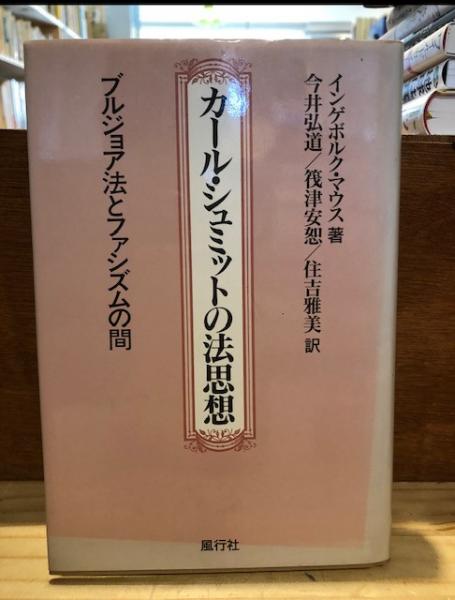 インゲボルク・マウス 著
今井弘道／筏津安恕／住吉雅美 訳
カール・シュミットの法思想
ブルジョア法とファシズムの間
風行社